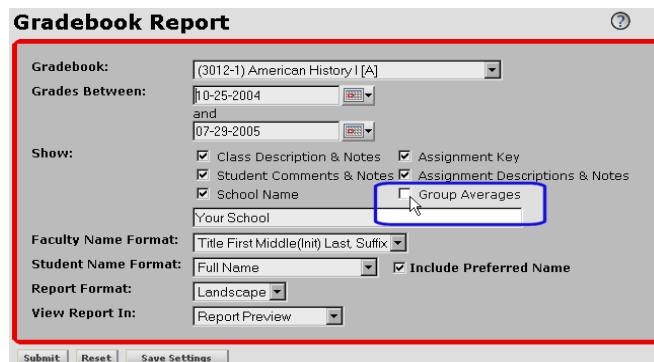 Gradebook Report ?
Gradebook: (3012-1) American History I [A]
Grades Between: 10-25-2004
and
07-29-2005
Show: Class Description & Notes Assignment Key
Student Comments & Notes Assignment Descriptions & Notes
School Name Group Averages
Your School
Faculty Name Format: Title First Middle(Init) Last, Suffix
Student Name Format: Full Name Include Preferred Name
Report Format: Landscape
View Report In: Report Preview
Submit Reset Save Settings